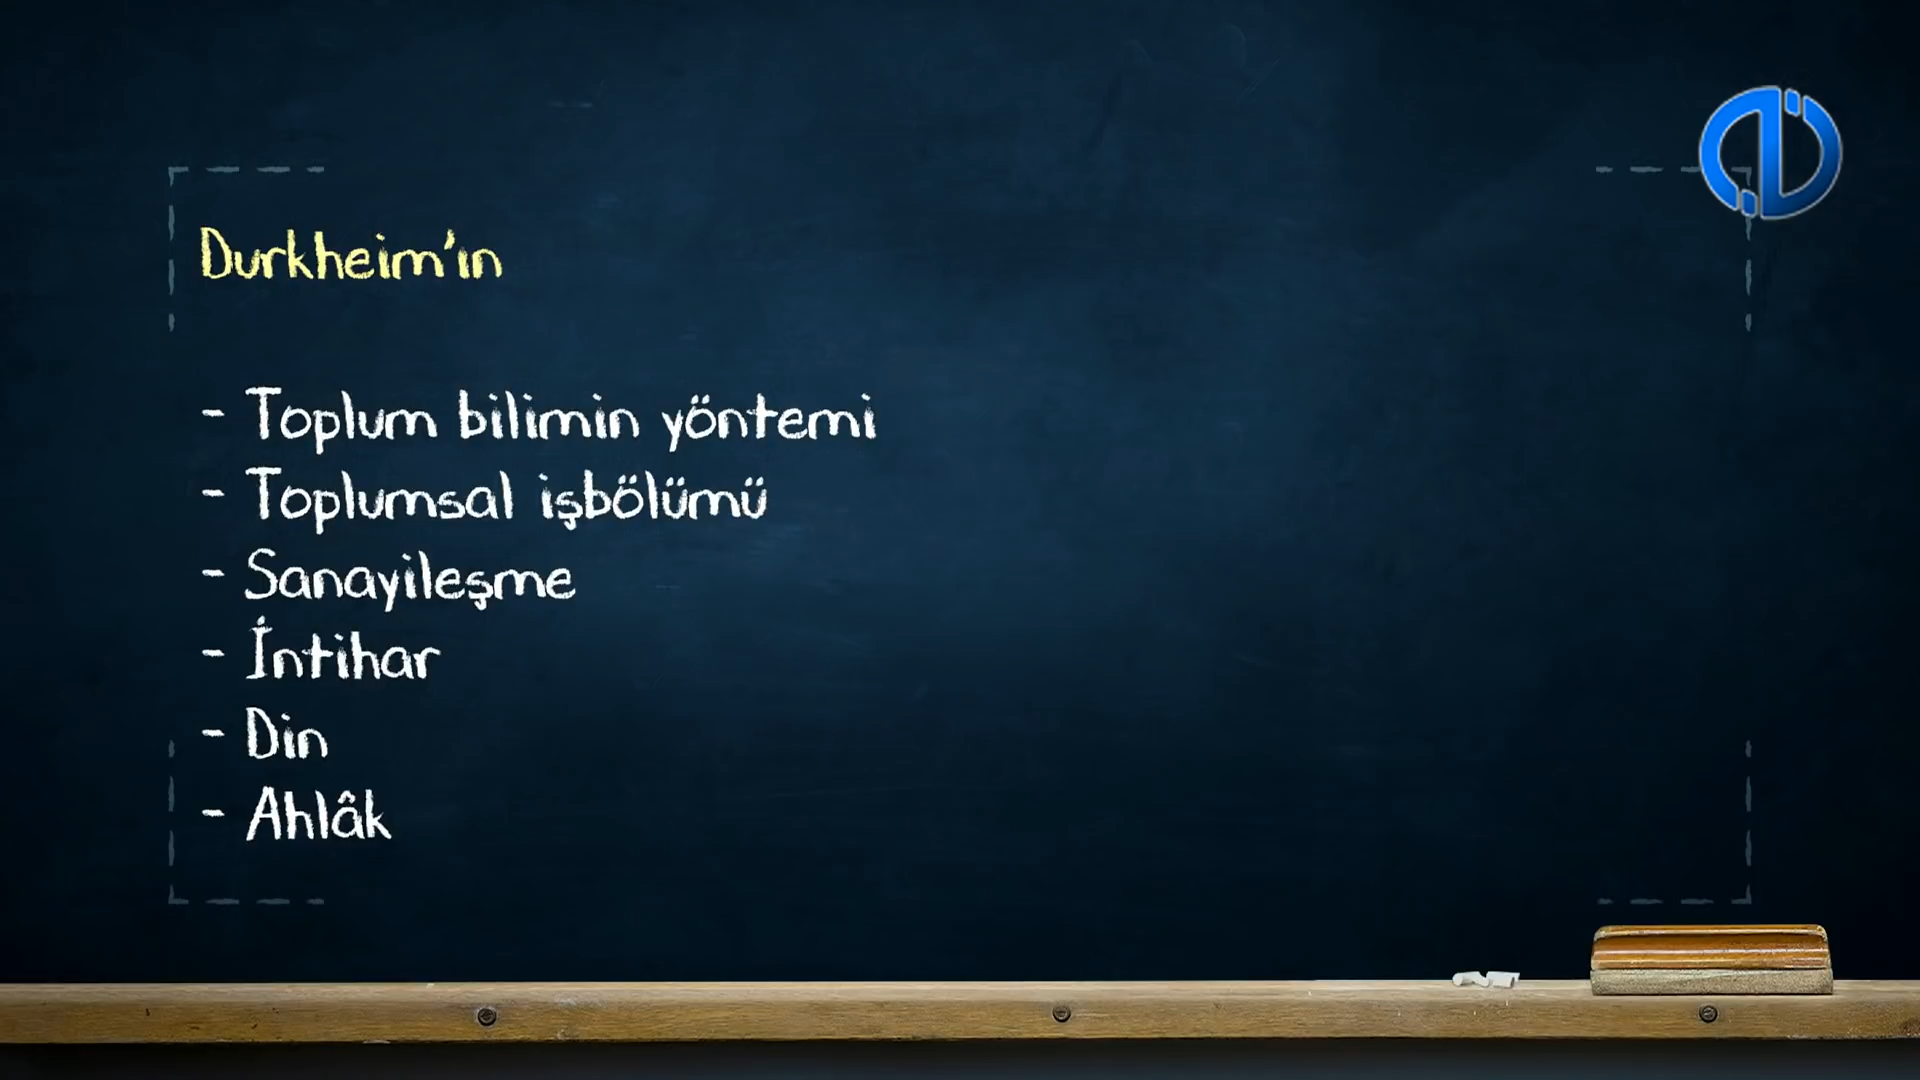 Durkheim'ın
- Toplum bilimin yöntemi
- Toplumsal işbölümü
- Sanayileşme
- İntihar
- Din
- Ahlâk